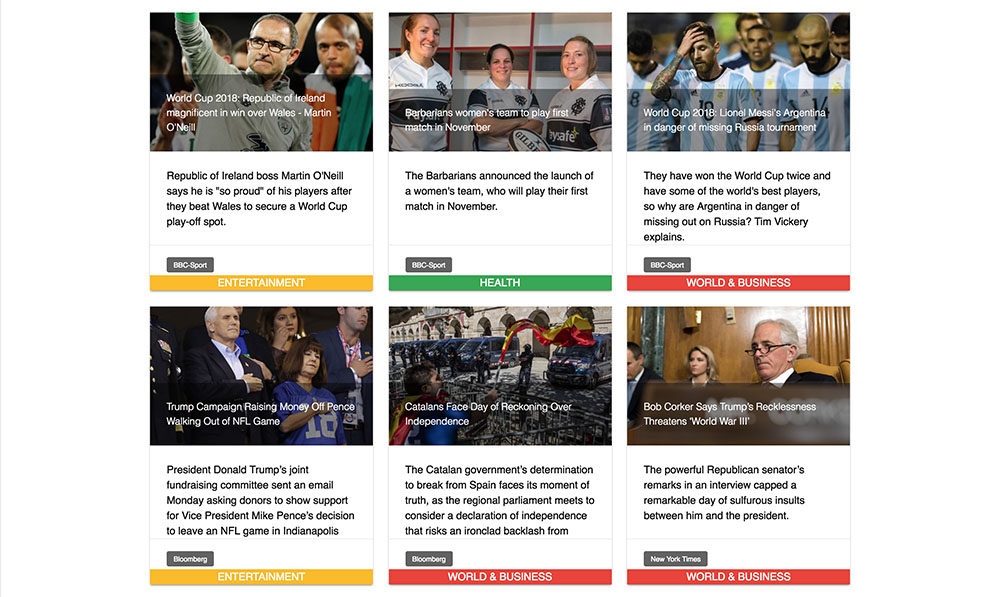 World Cup 2018: Republic of Ireland
magnificent in win over Wales - Martin
O'Neill
Republic of Ireland boss Martin O'Neill
says he is "so proud" of his players after
they beat Wales to secure a World Cup
play-off spot.
BBC-Sport
ENTERTAINMENT
Barbarians women's team to play first
match in November
The Barbarians announced the launch of
a women's team, who will play their first
match in November.
BBC-Sport
HEALTH
World Cup 2018: Lionel Messi's Argentina
in danger of missing Russia tournament
They have won the World Cup twice and
have some of the world's best players,
so why are Argentina in danger of
missing out on Russia? Tim Vickery
explains.
BBC-Sport
WORLD & BUSINESS
Trump Campaign Raising Money Off Pence
Walking Out of NFL Game
18
President Donald Trump’s joint
fundraising committee sent an email
Monday asking donors to show support
for Vice President Mike Pence’s decision
to leave an NFL game in Indianapolis
Bloomberg
ENTERTAINMENT
Catalans Face Day of Reckoning Over
Independence
The Catalan government’s determination
to break from Spain faces its moment of
truth, as the regional parliament meets to
consider a declaration of independence
that risks an ironclad backlash from
Bloomberg
WORLD & BUSINESS
Bob Corker Says Trump’s Recklessness
Threatens ‘World War III’
The powerful Republican senator’s
remarks in an interview capped a
remarkable day of sulfurous insults
between him and the president.
New York Times
WORLD & BUSINESS